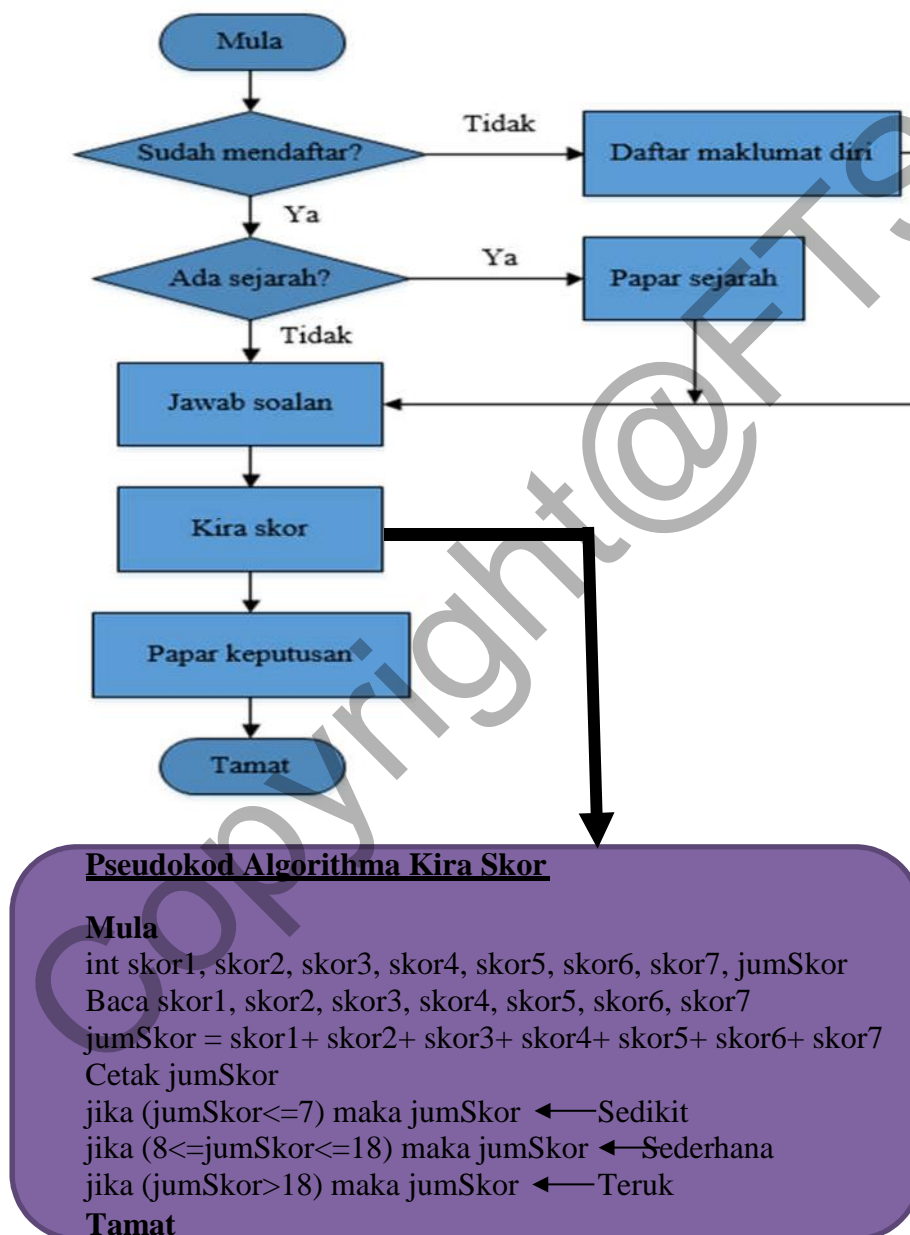 Mula
Sudah mendaftar?
Tidak
Daftar maklumat diri
Ya
Ada sejarah?
Ya
Papar sejarah
Tidak
Jawab soalan
Kira skor
Papar keputusan
Tamat
Pseudokod Algorithma Kira Skor
Mula
int skor1, skor2, skor3, skor4, skor5, skor6, skor7, jumSkor
Baca skor1, skor2, skor3, skor4, skor5, skor6, skor7
jumSkor = skor1+ skor2+ skor3+ skor4+ skor5+ skor6+ skor7
Cetak jumSkor
jika (jumSkor<=7) maka jumSkor ← Sedikit
jika (8<=jumSkor<=18) maka jumSkor ← Sederhana
jika (jumSkor>18) maka jumSkor ← Teruk
Tamat
Copyright@FTS